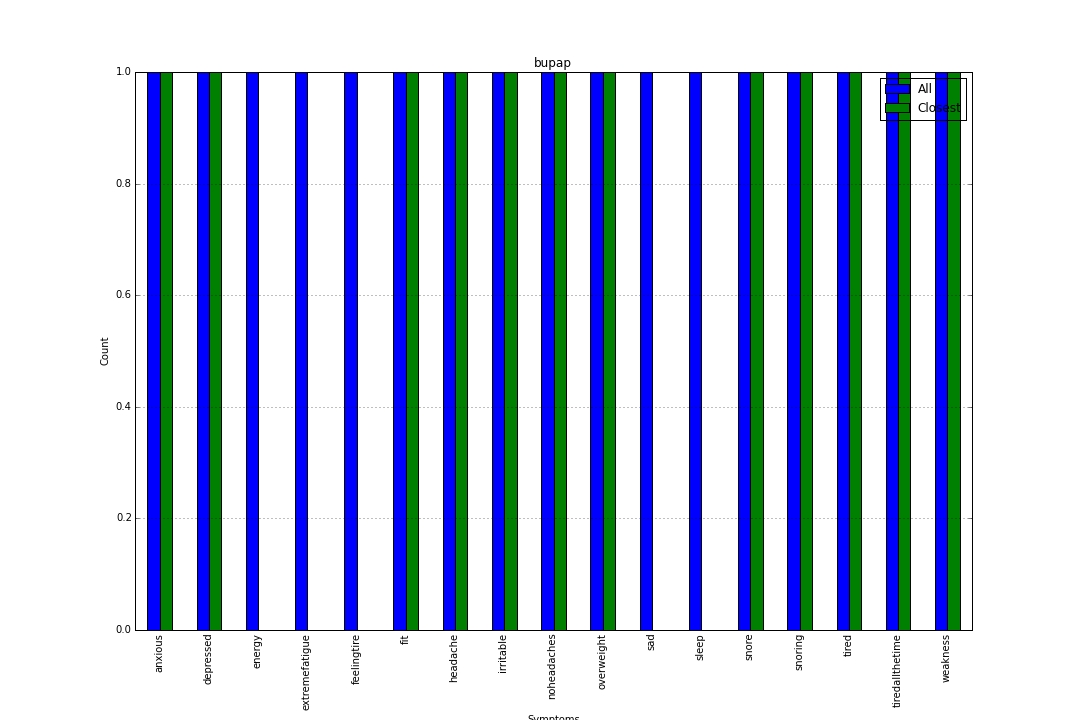 bupap
1.0
0.8
0.6
0.4
0.2
0.0
Count
All
Closest
anxious
depressed
energy
extremefatigue
feelingtire
fit
headache
irritable
noheadaches
overweight
sad
sleep
snore
snoring
tired
tiredallthetime
weakness
Symptoms